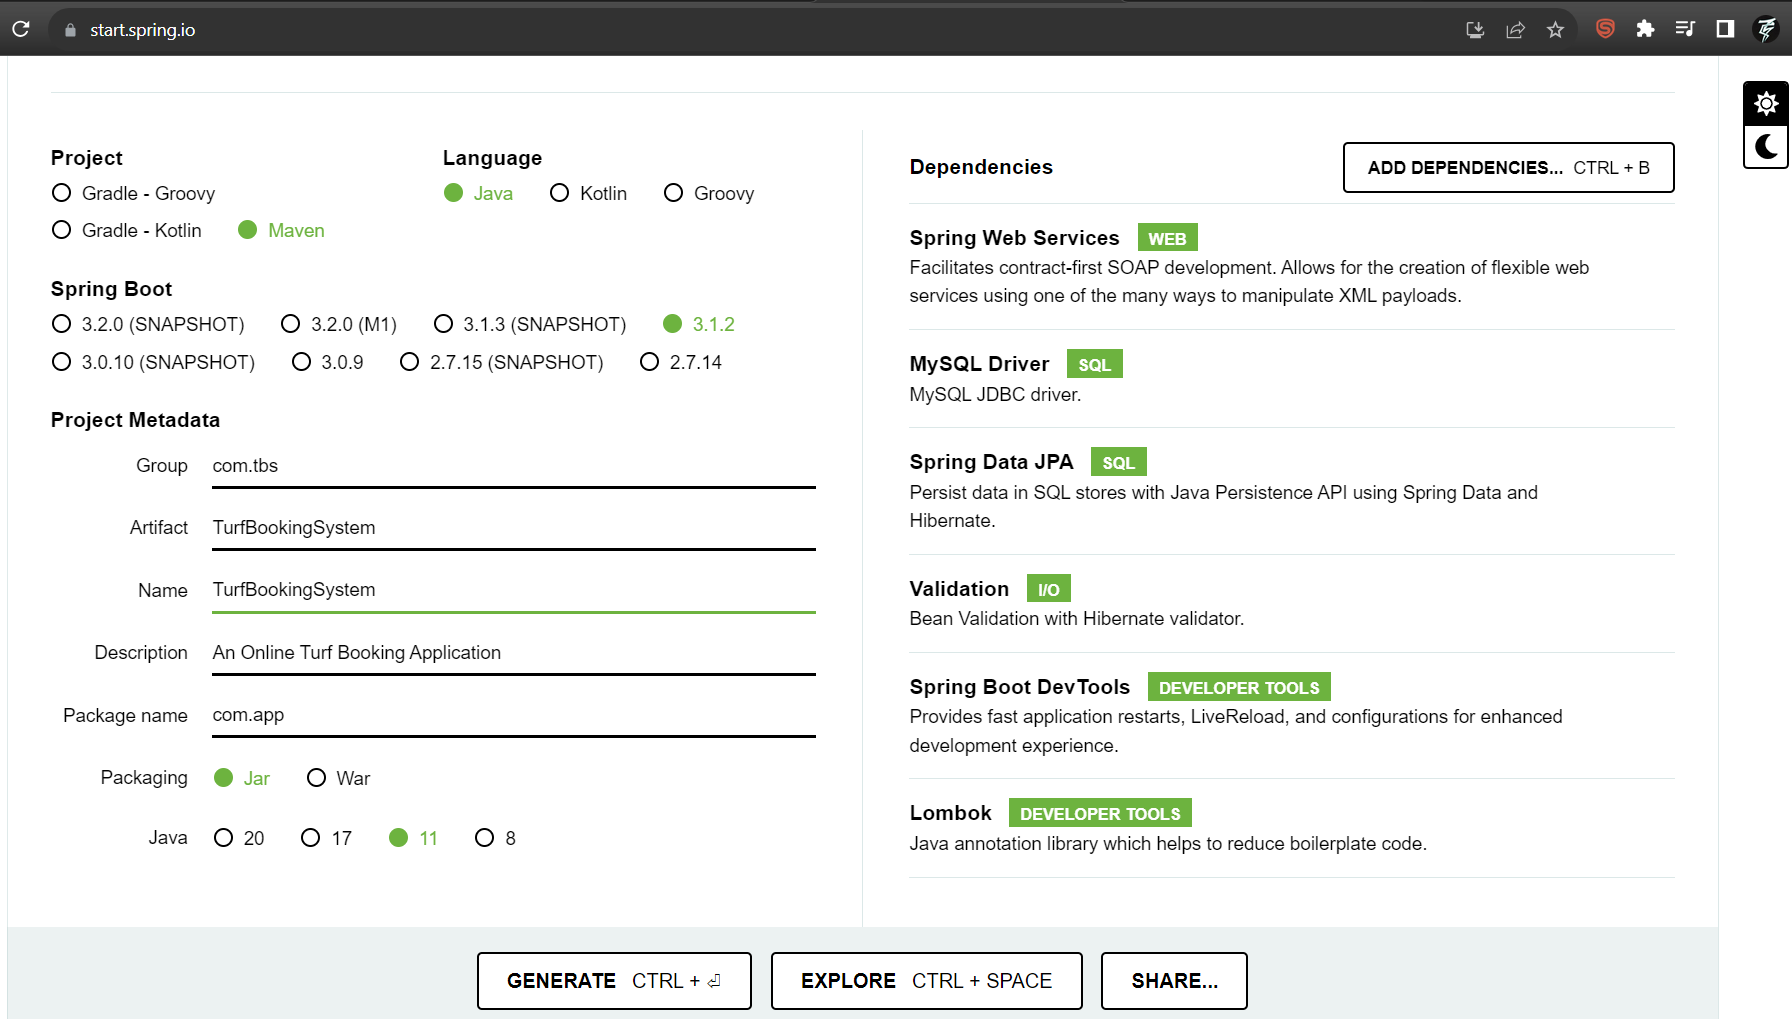 start.spring.io
Project
Gradle - Groovy
Gradle - Kotlin Maven
Language
Java Kotlin Groovy
Spring Boot
3.2.0 (SNAPSHOT) 3.2.0 (M1) 3.1.3 (SNAPSHOT) 3.1.2
3.0.10 (SNAPSHOT) 3.0.9 2.7.15 (SNAPSHOT) 2.7.14
Project Metadata
Group com.tbs
Artifact TurfBookingSystem
Name TurfBookingSystem
Description An Online Turf Booking Application
Package name com.app
Packaging Jar War
Java 20 17 11 8
Dependencies ADD DEPENDENCIES... CTRL + B
Spring Web Services WEB
Facilitates contract-first SOAP development. Allows for the creation of flexible web
services using one of the many ways to manipulate XML payloads.
MySQL Driver SQL
MySQL JDBC driver.
Spring Data JPA SQL
Persist data in SQL stores with Java Persistence API using Spring Data and
Hibernate.
Validation I/O
Bean Validation with Hibernate validator.
Spring Boot DevTools DEVELOPER TOOLS
Provides fast application restarts, LiveReload, and configurations for enhanced
development experience.
Lombok DEVELOPER TOOLS
Java annotation library which helps to reduce boilerplate code.
GENERATE CTRL + ⏎ EXPLORE CTRL + SPACE SHARE...